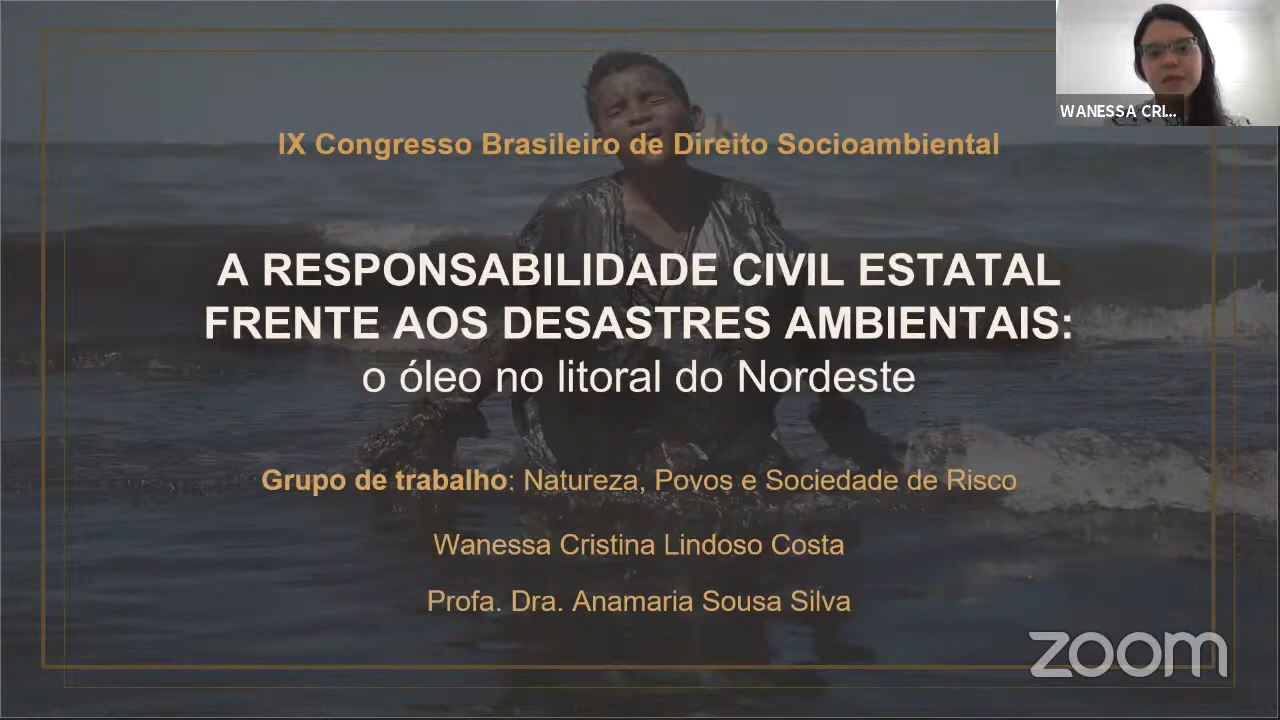 WANESSA CRI...
IX Congresso Brasileiro de Direito Socioambiental
A RESPONSABILIDADE CIVIL ESTATAL
FRENTE AOS DESASTRES AMBIENTAIS:
o óleo no litoral do Nordeste
Grupo de trabalho: Natureza, Povos e Sociedade de Risco
Wanessa Cristina Lindoso Costa
Profa. Dra. Anamaria Sousa Silva
zoom